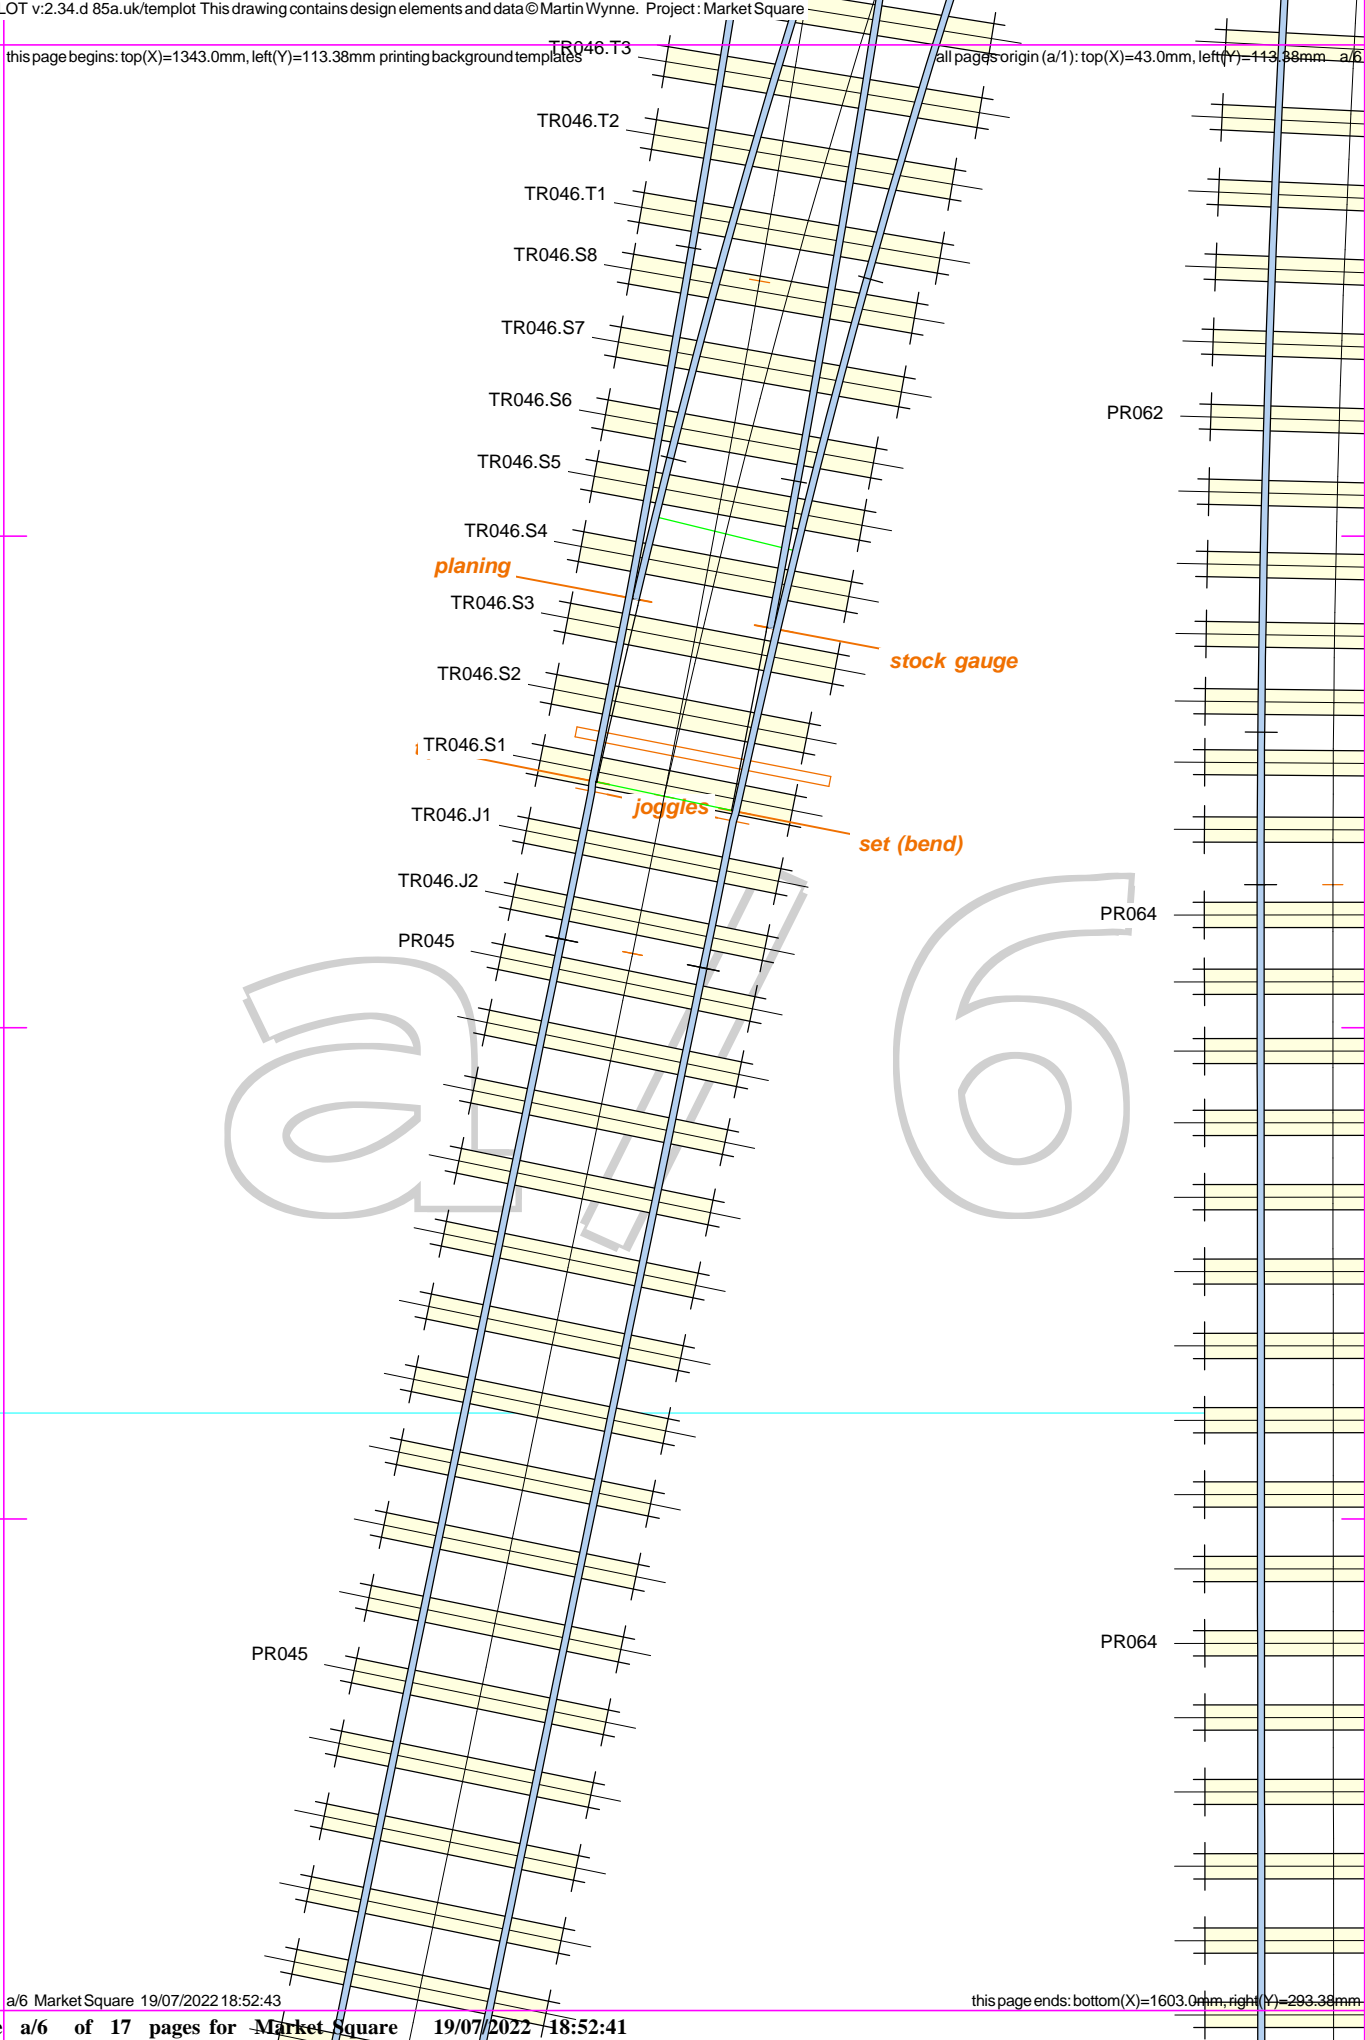 LOT v:2.34.d 85a.uk/templot This drawing contains design elements and data © Martin Wynne. Project : Market Square
TR046.T3
this page begins: top(X)=1343.0mm, left(Y)=113.38mm printing background templates
all pages origin (a/1): top(X)=43.0mm, left(Y)=113.38mm a/6
TR046.T2
TR046.T1
TR046.S8
TR046.S7
TR046.S6
PR062
TR046.S5
TR046.S4
planing
TR046.S3
stock gauge
TR046.S2
TR046.S1
joggles
TR046.J1
set (bend)
TR046.J2
PR064
PR045
a/6
PR064
PR045
a/6 Market Square 19/07/2022 18:52:43
this page ends: bottom(X)=1603.0mm, right(Y)=293.38mm
a/6 of 17 pages for Market Square 19/07/2022 18:52:41